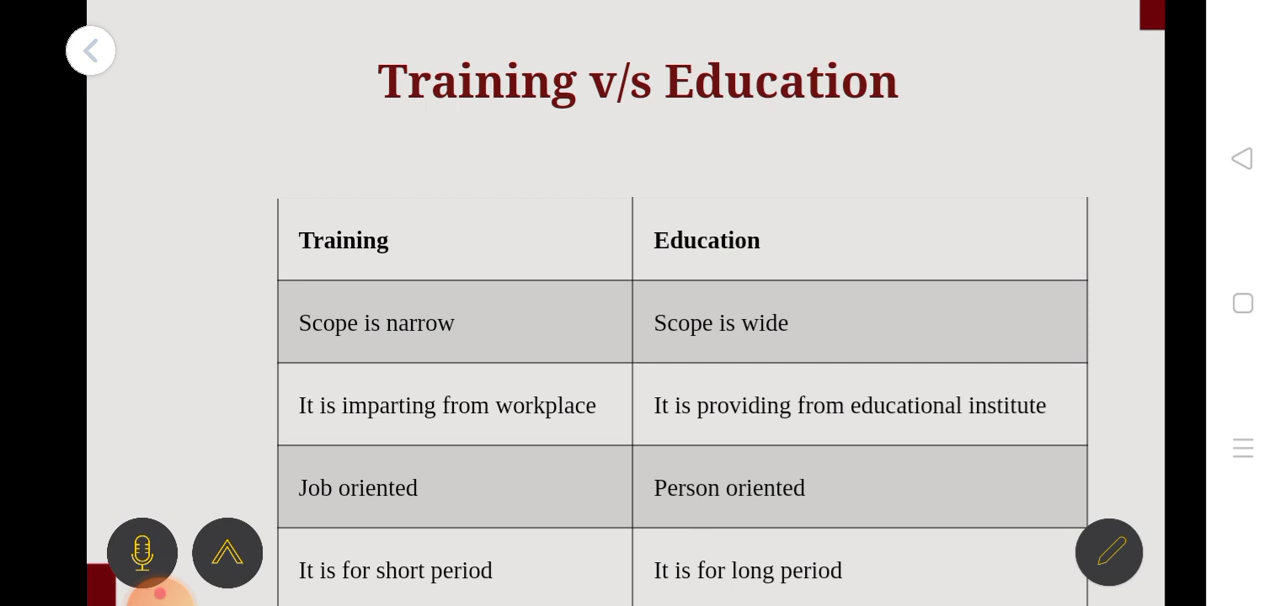 Training v/s Education
Training
Education
Scope is narrow
Scope is wide
It is imparting from workplace
It is providing from educational institute
Job oriented
Person oriented
It is for short period
It is for long period